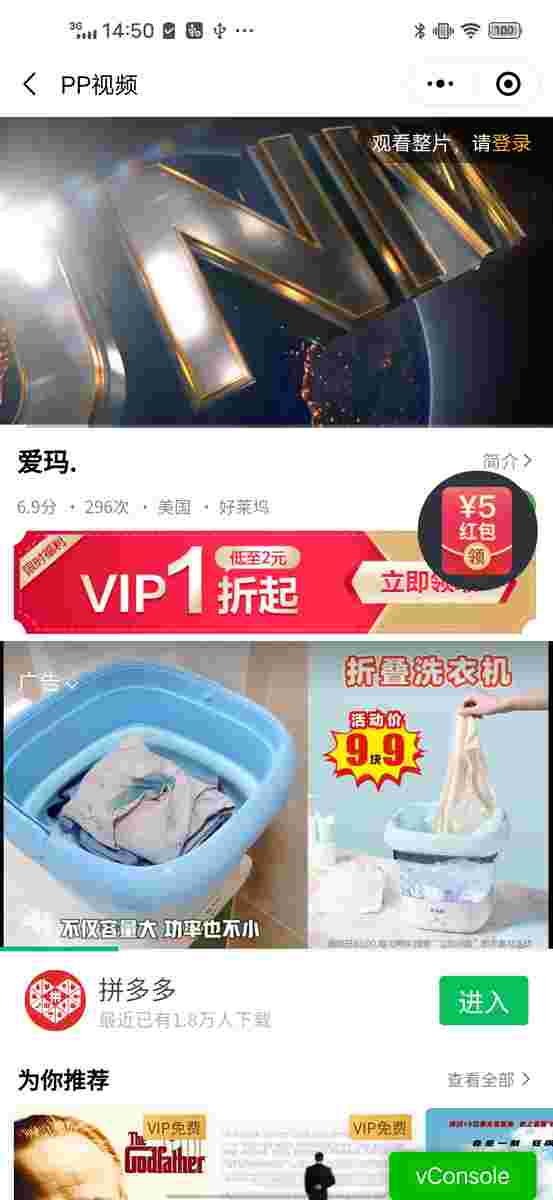 3G 14:50 100
PP视频
观看整片，请登录
UNIV
爱玛.
简介
6.9分 · 296次 · 美国 · 好莱坞
¥5
红包
领
限时福利
VIP1折起
低至2元
立即领
广告
折叠洗衣机
活动价
9块9
不仅容量大 功率也不小
拼多多
最近已有1.8万人下载
进入
为你推荐
查看全部
VIP免费
The
Godfather
VIP免费
vConsole